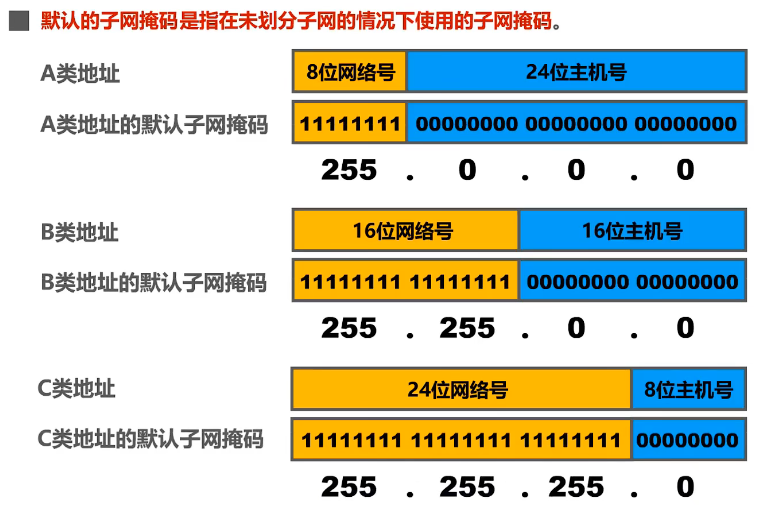 默认的子网掩码是指在未划分子网的情况下使用的子网掩码。
A类地址 8位网络号 24位主机号
A类地址的默认子网掩码 11111111 00000000 00000000 00000000
255 . 0 . 0 . 0
B类地址 16位网络号 16位主机号
B类地址的默认子网掩码 11111111 11111111 00000000 00000000
255 . 255 . 0 . 0
C类地址 24位网络号 8位主机号
C类地址的默认子网掩码 11111111 11111111 11111111 00000000
255 . 255 . 255 . 0